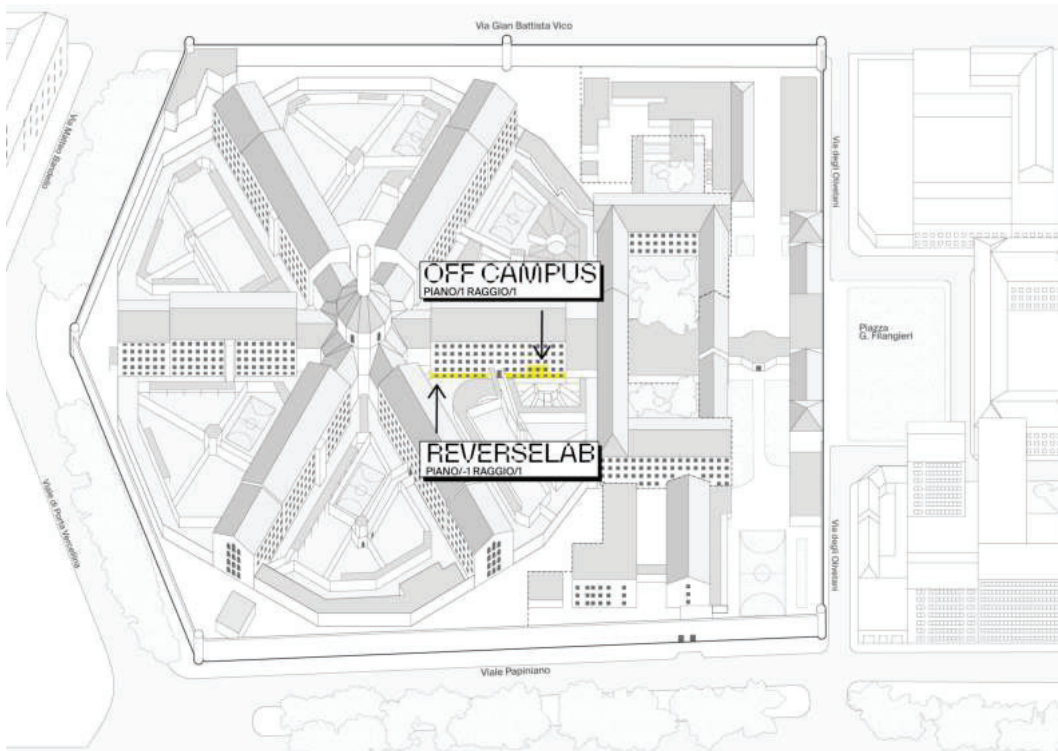 Via Gian Battista Vico
Via Matteo Bandello
Via degli Olivetani
OFF CAMPUS
PIANO/1 RAGGIO/1
Piazza
G. Filangieri
REVERSELAB
PIANO/-1 RAGGIO/1
Viale di Porta Vercellina
Via degli Olivetani
Viale Papiniano